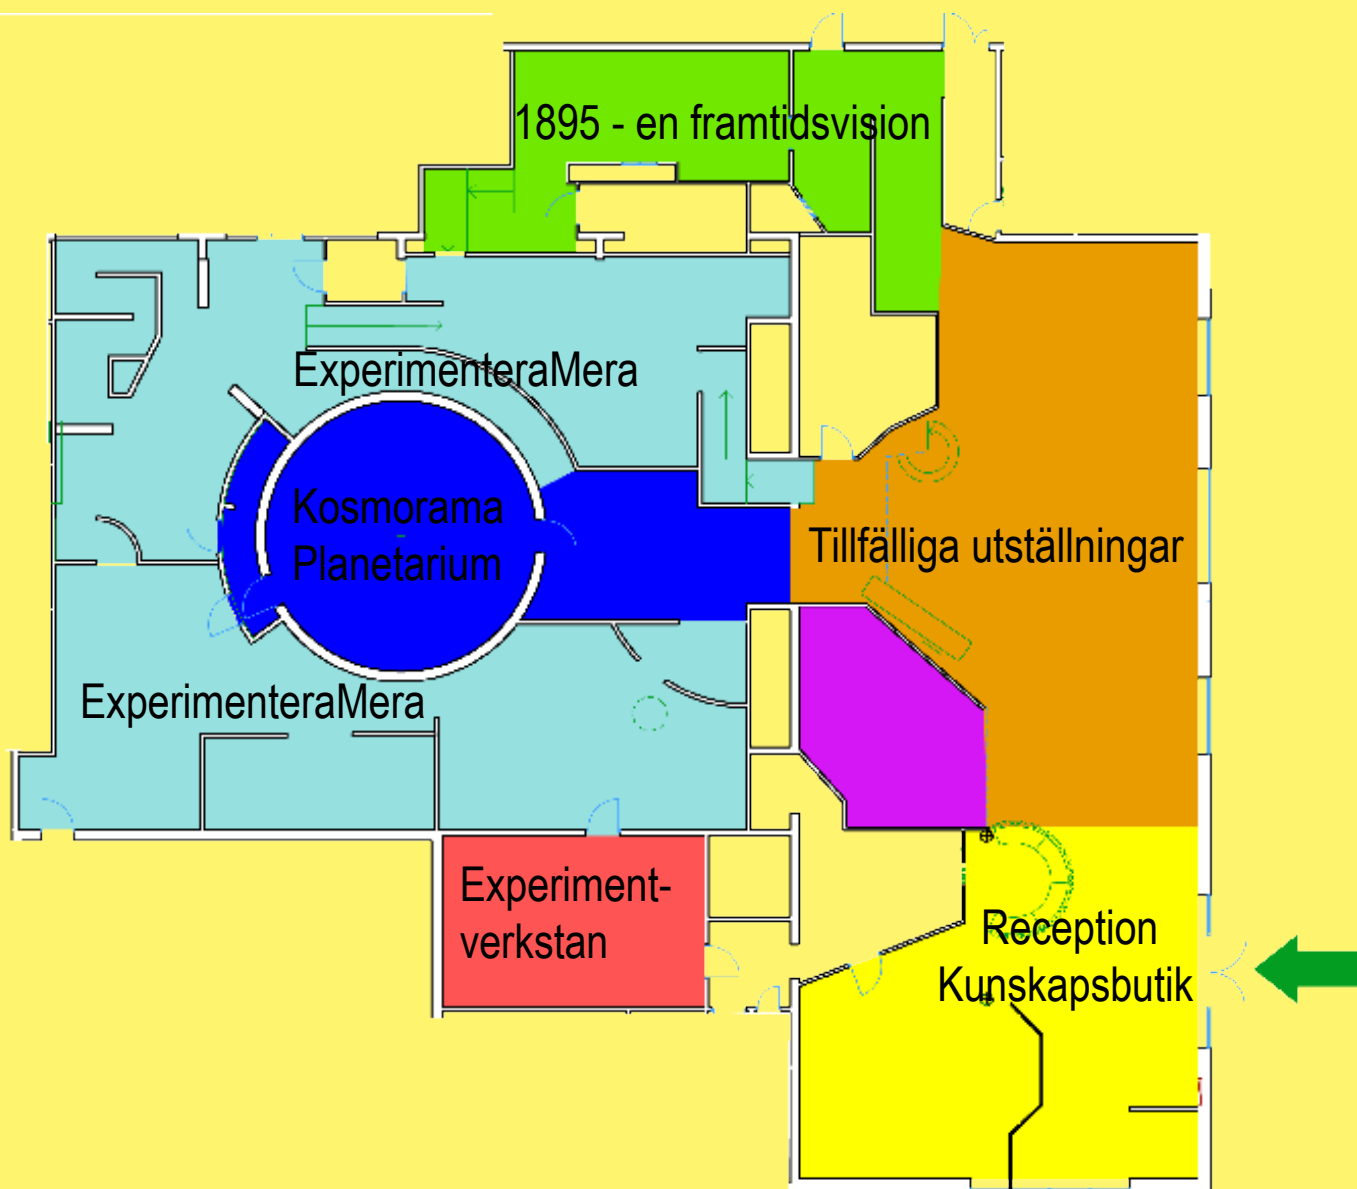 1895 - en framtidsvision
ExperimenteraMera
Kosmorama
Planetarium
Tillfälliga utställningar
ExperimenteraMera
Experiment-
verkstan
Reception
Kunskapsbutik